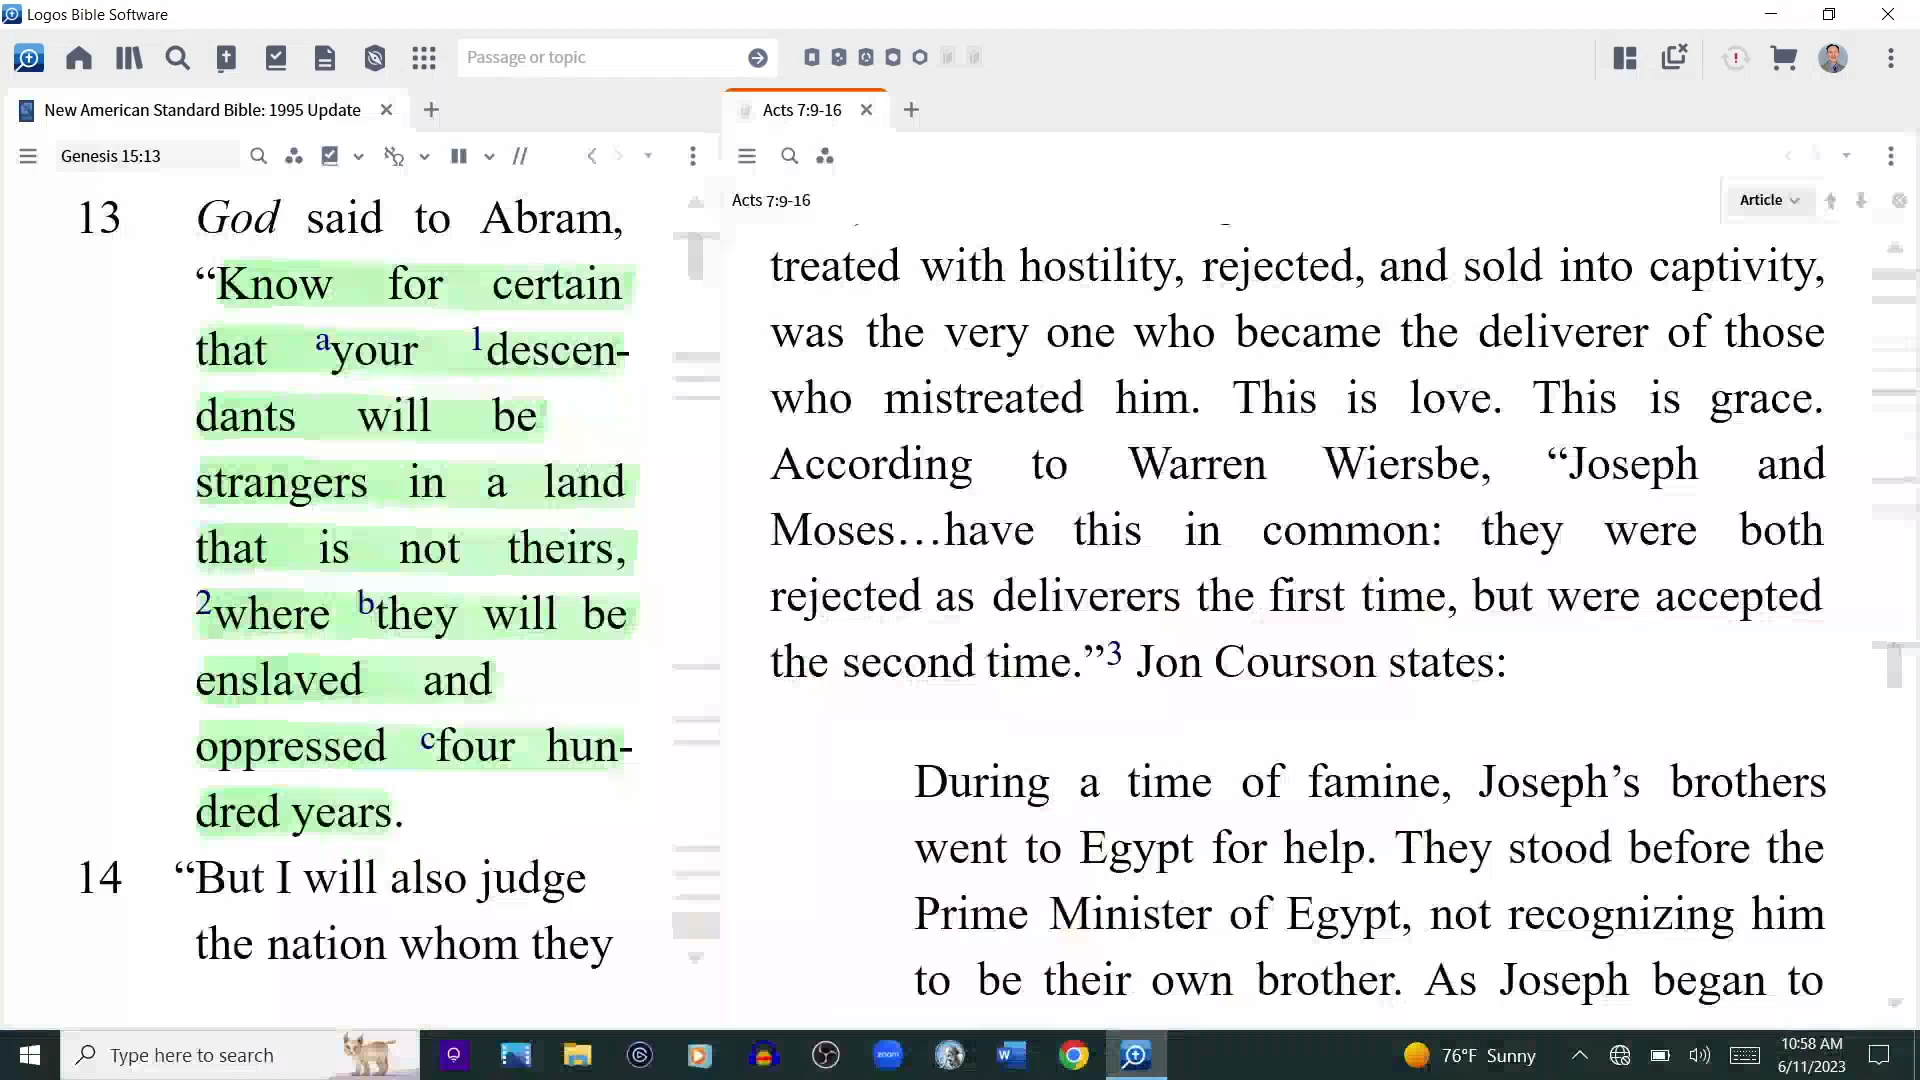 Logos Bible Software
Passage or topic
New American Standard Bible: 1995 Update
Acts 7:9-16
Genesis 15:13
Acts 7:9-16
Article
13 God said to Abram,
“Know for certain
that ayour 1descen-
dants will be
strangers in a land
that is not theirs,
2where bthey will be
enslaved and
oppressed cfour hun-
dred years.
14 “But I will also judge
the nation whom they
treated with hostility, rejected, and sold into captivity,
was the very one who became the deliverer of those
who mistreated him. This is love. This is grace.
According to Warren Wiersbe, “Joseph and
Moses…have this in common: they were both
rejected as deliverers the first time, but were accepted
the second time.”3 Jon Courson states:
During a time of famine, Joseph’s brothers
went to Egypt for help. They stood before the
Prime Minister of Egypt, not recognizing him
to be their own brother. As Joseph began to
Type here to search
zoom
76°F Sunny
10:58 AM
6/11/2023